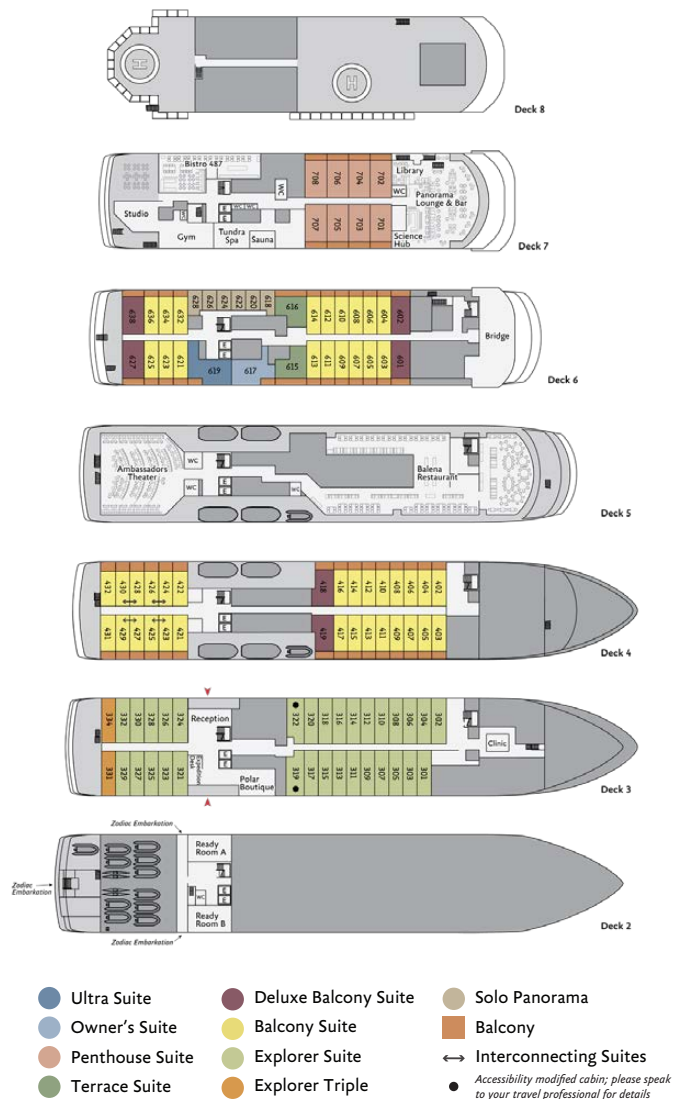 H
H
Deck 8
Bistro 487
WC
708
706
704
702
Library
WC
Panorama
Lounge & Bar
Studio
WC
WC WC
E
E
Gym
Tundra
Spa
Sauna
707
705
703
701
Science
Hub
Deck 7
638
636
634
632
628
626
624
622
620
618
616
614
612
610
608
606
604
602
Bridge
E
E
627
625
623
621
619
617
615
613
611
609
607
605
603
601
Deck 6
Ambassadors
Theater
WC
WC
E
E
WC
Balena
Restaurant
Deck 5
432
430
428
426
424
422
418
416
414
412
410
408
406
404
402
E
E
431
429
427
425
423
421
419
417
415
413
411
409
407
405
403
Deck 4
334
332
330
328
326
324
Reception
322
320
318
316
314
312
310
308
306
304
302
Clinic
E
E
331
329
327
325
323
321
Expedition
Desk
Polar
Boutique
319
317
315
313
311
309
307
305
303
301
Deck 3
Zodiac Embarkation
Ready
Room A
Zodiac
Embarkation
WC
E
E
Ready
Room B
Zodiac Embarkation
Deck 2
Ultra Suite
Owner's Suite
Penthouse Suite
Terrace Suite
Deluxe Balcony Suite
Balcony Suite
Explorer Suite
Explorer Triple
Solo Panorama
Balcony
Interconnecting Suites
Accessibility modified cabin; please speak
to your travel professional for details